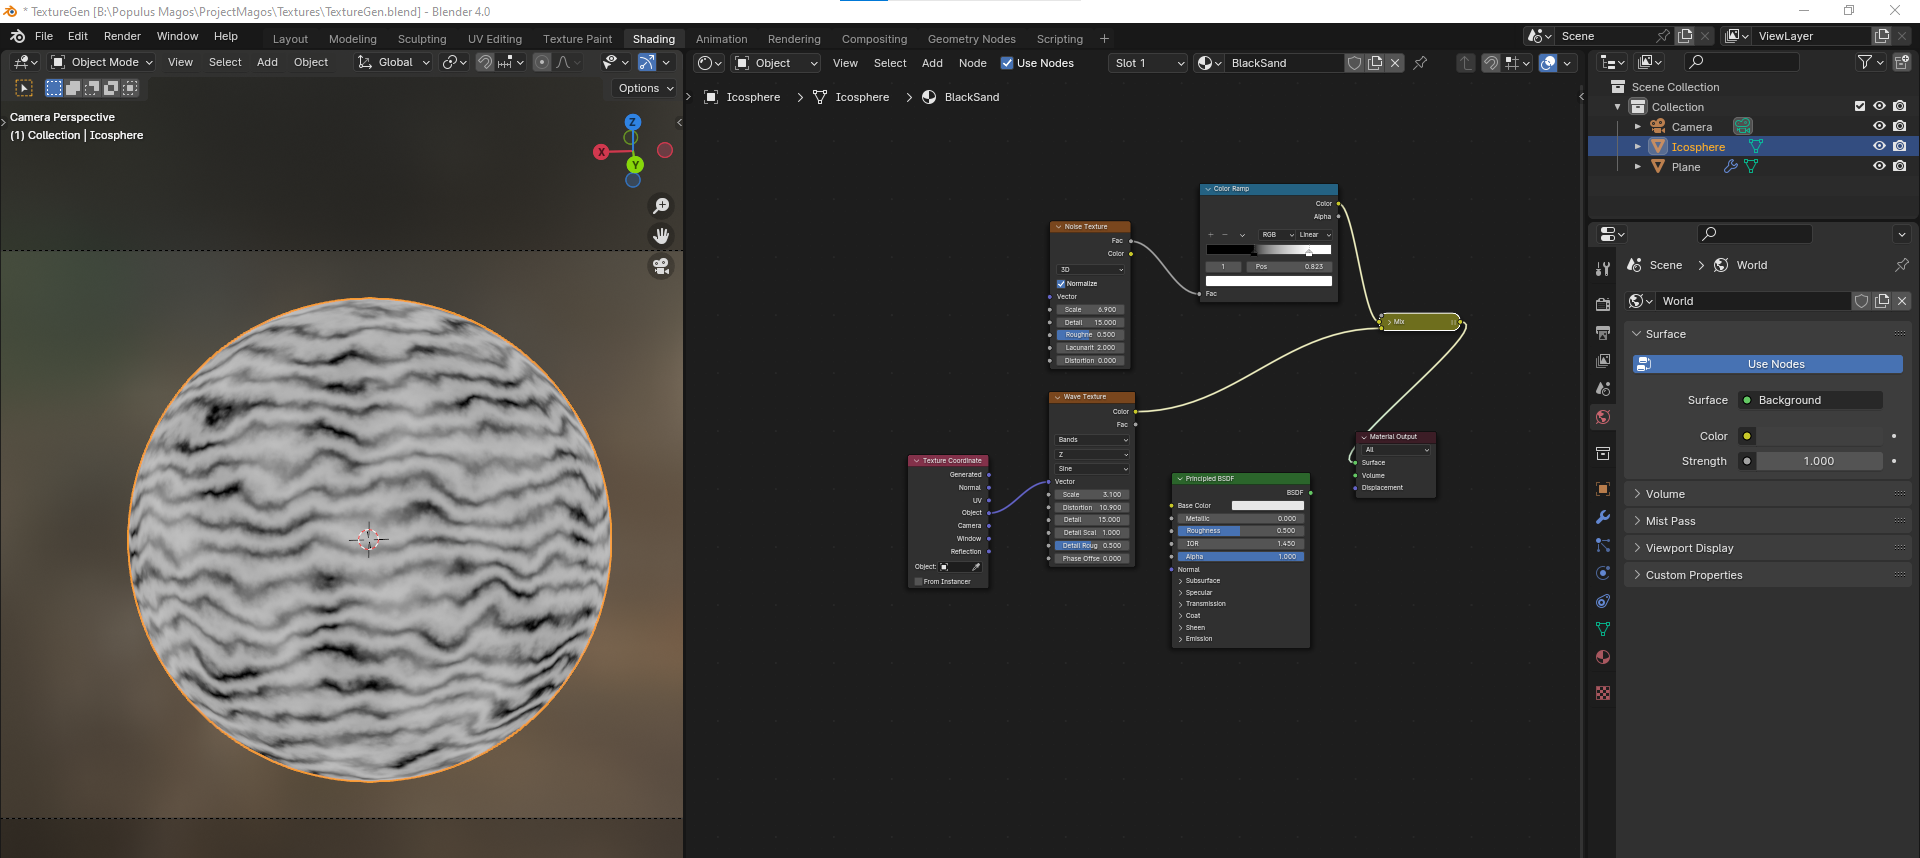 * TextureGen [B:\Populus Magos\ProjectMagos\Textures\TextureGen.blend] - Blender 4.0
File Edit Render Window Help
Layout Modeling Sculpting UV Editing Texture Paint Shading Animation Rendering Compositing Geometry Nodes Scripting +
Scene
ViewLayer
Object Mode View Select Add Object Global
Options
Camera Perspective
(1) Collection | Icosphere
Z
X
Y
Object View Select Add Node Use Nodes Slot 1 BlackSand
Icosphere > Icosphere > BlackSand
Noise Texture
Fac
Color
3D
Normalize
Vector
Scale 6.900
Detail 15.000
Roughne 0.500
Lacunarit 2.000
Distortion 0.000
Color Ramp
Color
Alpha
+ − RGB Linear
1 Pos 0.823
Fac
Mix
Wave Texture
Color
Fac
Bands
Z
Sine
Vector
Scale 3.100
Distortion 10.900
Detail 15.000
Detail Scal 1.000
Detail Roug 0.500
Phase Offse 0.000
Texture Coordinate
Generated
Normal
UV
Object
Camera
Window
Reflection
Object:
From Instancer
Principled BSDF
BSDF
Base Color
Metallic 0.000
Roughness 0.500
IOR 1.450
Alpha 1.000
Normal
Subsurface
Specular
Transmission
Coat
Sheen
Emission
Material Output
All
Surface
Volume
Displacement
Scene Collection
Collection
Camera
Icosphere
Plane
Scene > World
World
Surface
Use Nodes
Surface Background
Color
Strength 1.000
Volume
Mist Pass
Viewport Display
Custom Properties